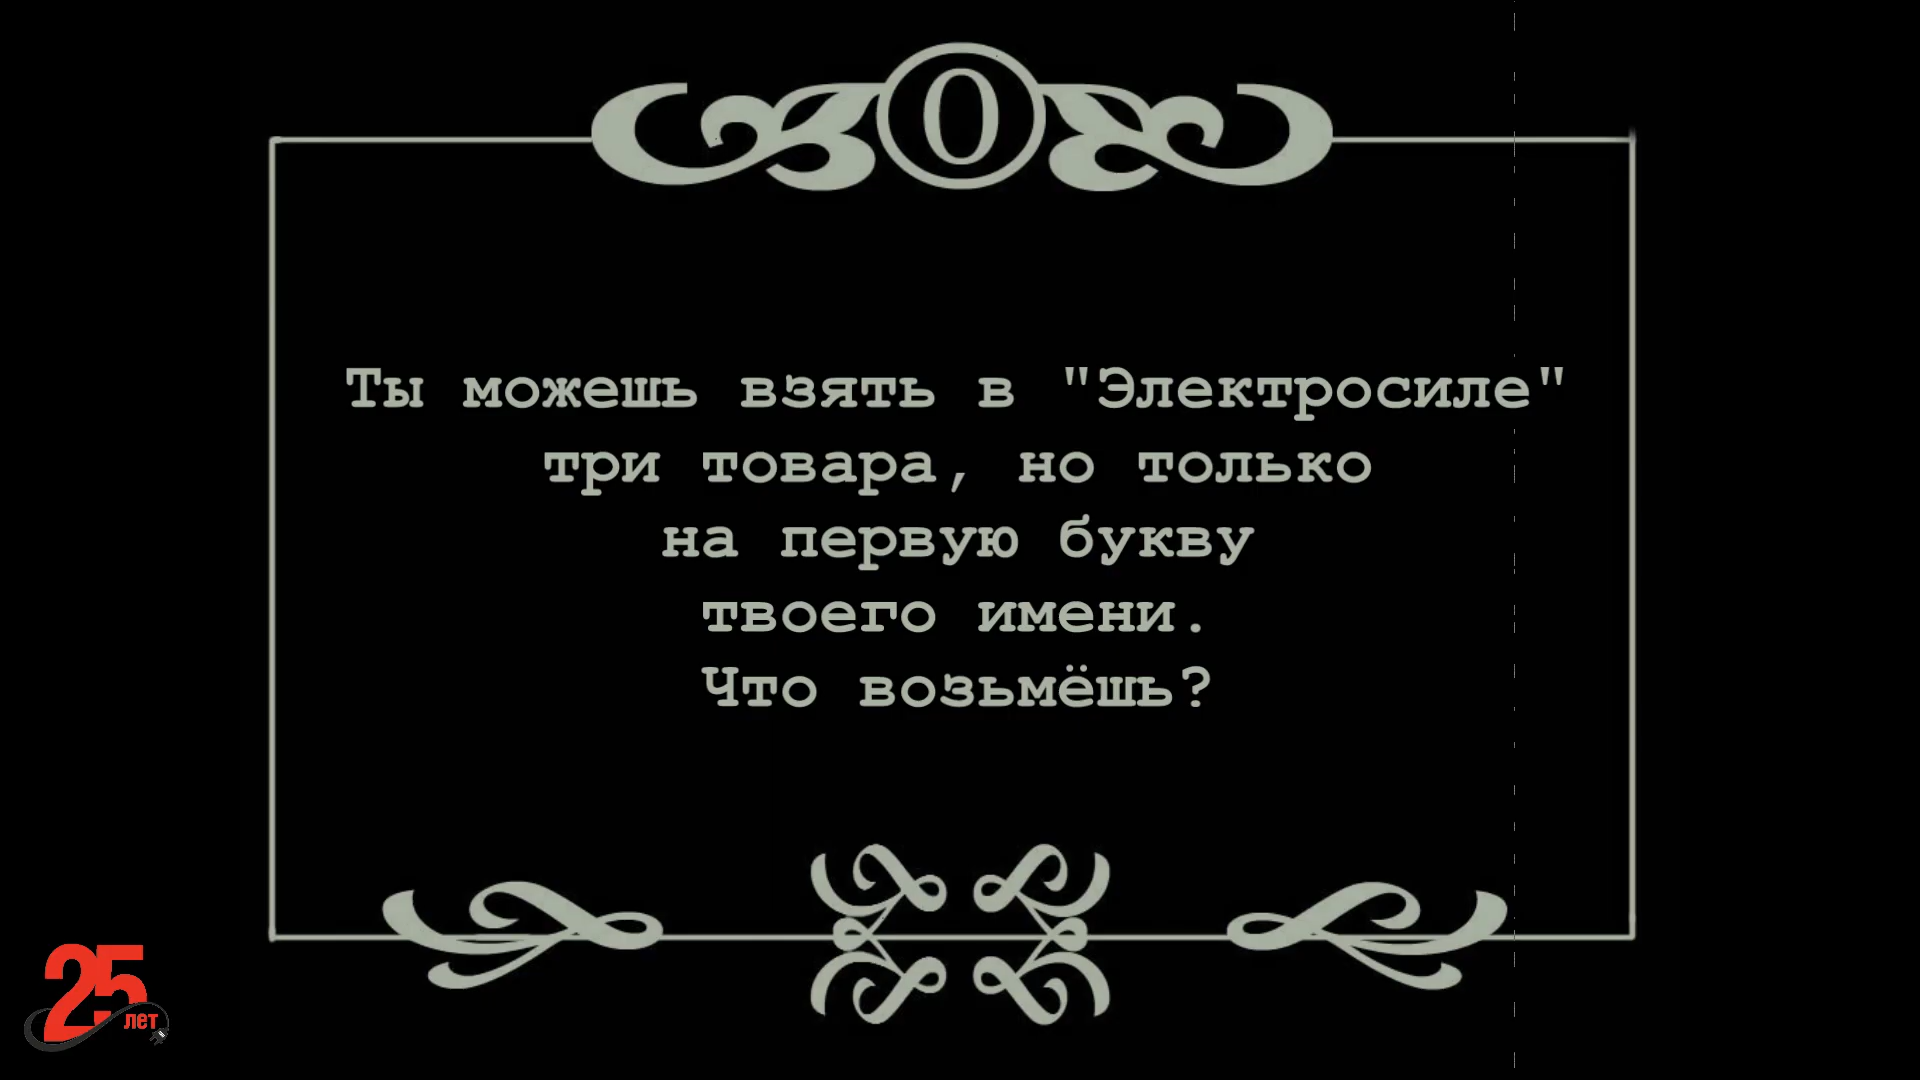 0
Ты можешь взять в "Электросиле"
три товара, но только
на первую букву
твоего имени.
Что возьмёшь?
25
лет